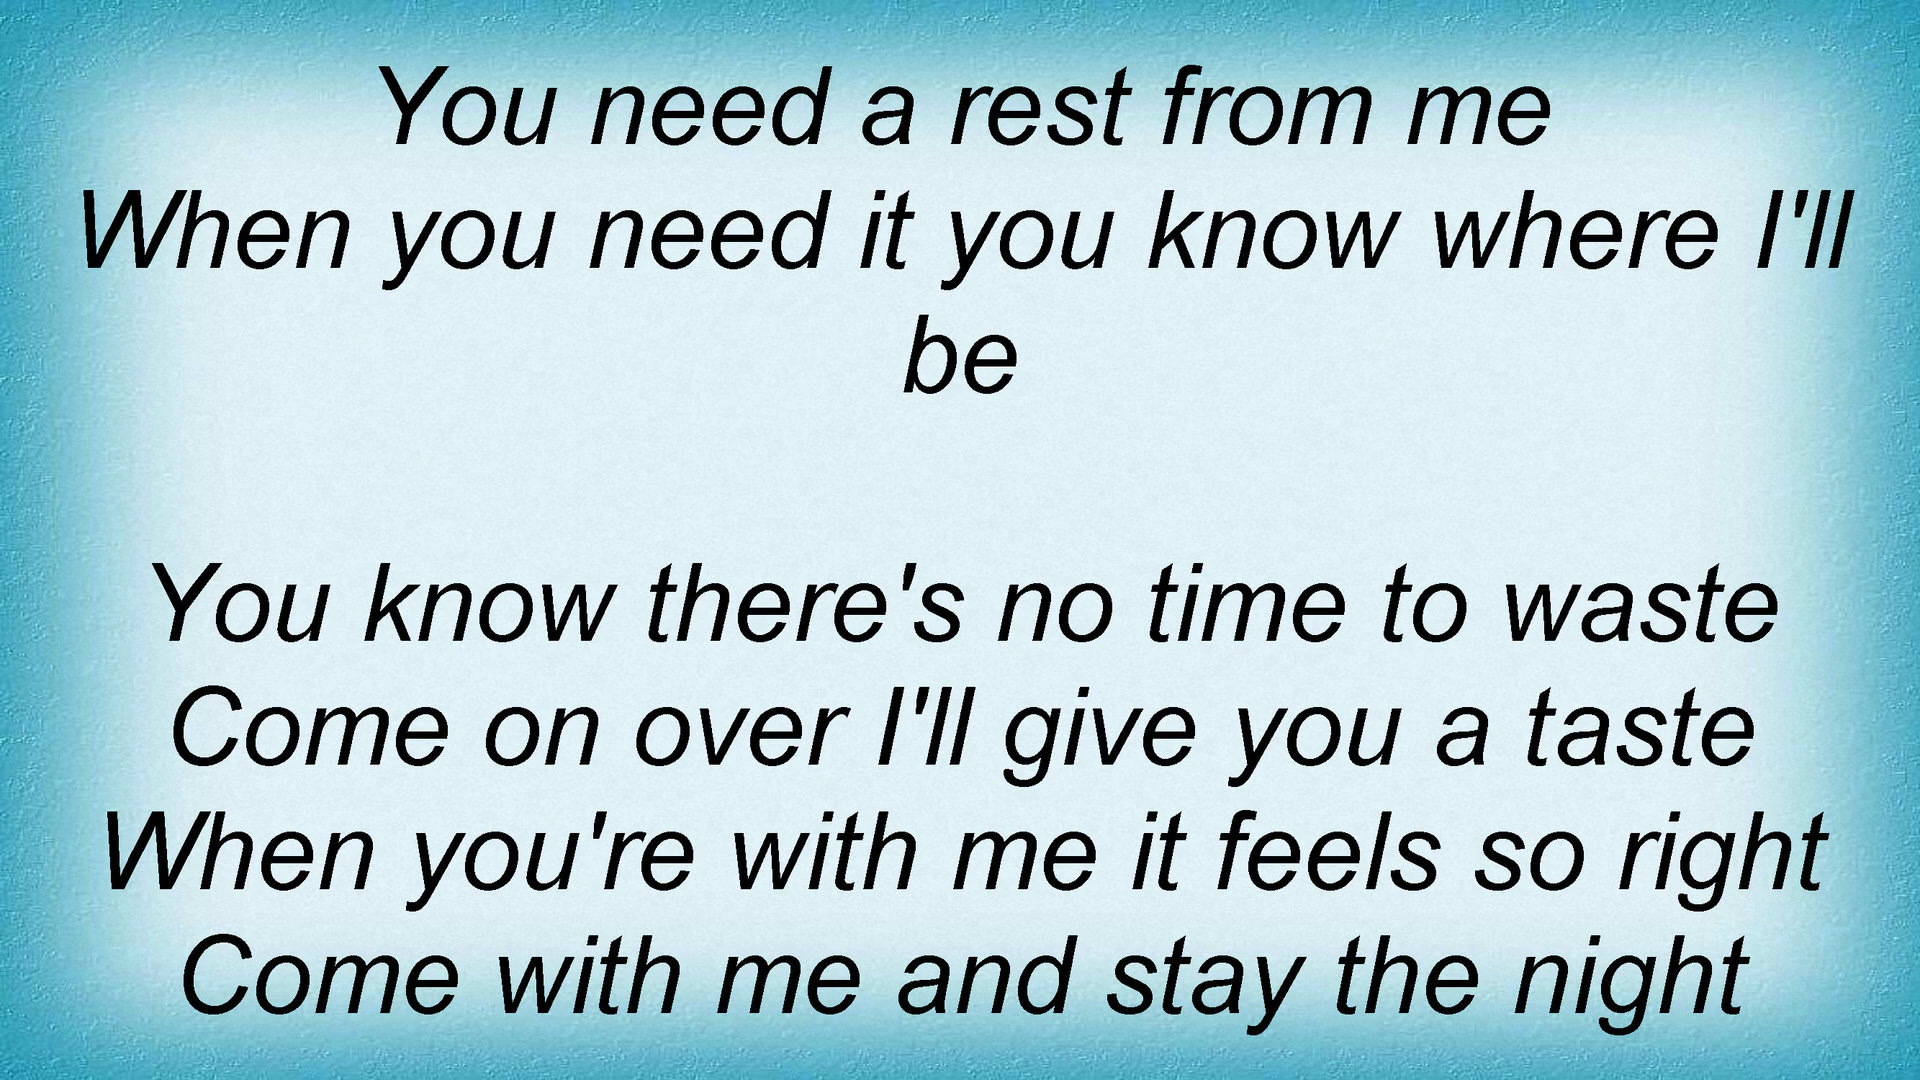 You need a rest from me
When you need it you know where I'll
be
You know there's no time to waste
Come on over I'll give you a taste
When you're with me it feels so right
Come with me and stay the night